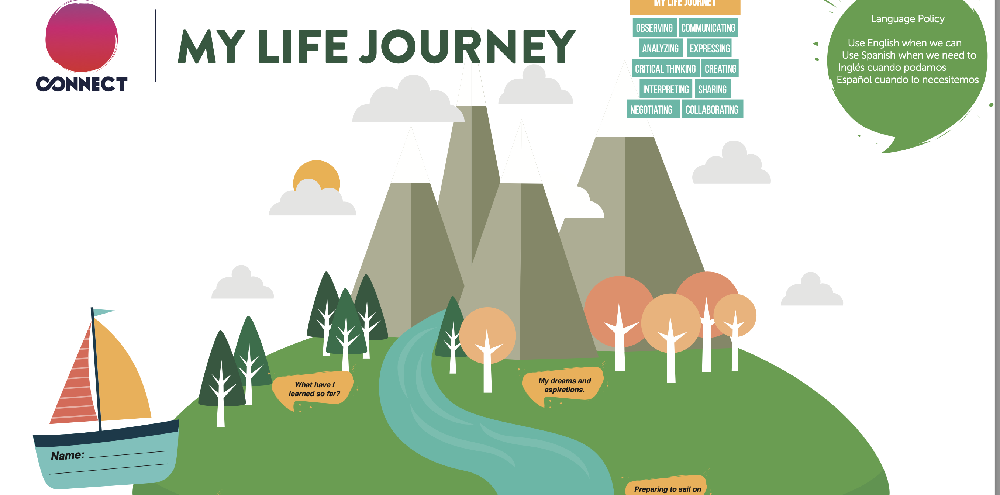 CONNECT
MY LIFE JOURNEY
MY LIFE JOURNEY
OBSERVING COMMUNICATING
ANALYZING EXPRESSING
CRITICAL THINKING CREATING
INTERPRETING SHARING
NEGOTIATING COLLABORATING
Language Policy
Use English when we can
Use Spanish when we need to
Inglés cuando podamos
Español cuando lo necesitemos
What have I
learned so far?
My dreams and
aspirations.
Name:
Preparing to sail on